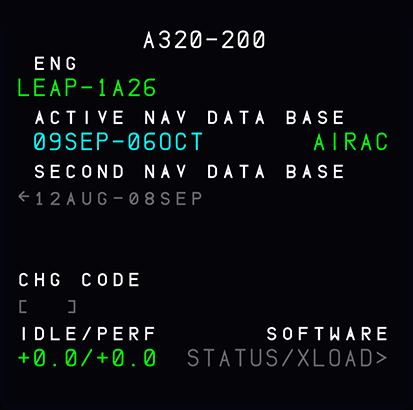 A320-200
ENG
LEAP-1A26
ACTIVE NAV DATA BASE
09SEP-06OCT AIRAC
SECOND NAV DATA BASE
←12AUG-08SEP
CHG CODE
[ ]
IDLE/PERF SOFTWARE
+0.0/+0.0 STATUS/XLOAD>